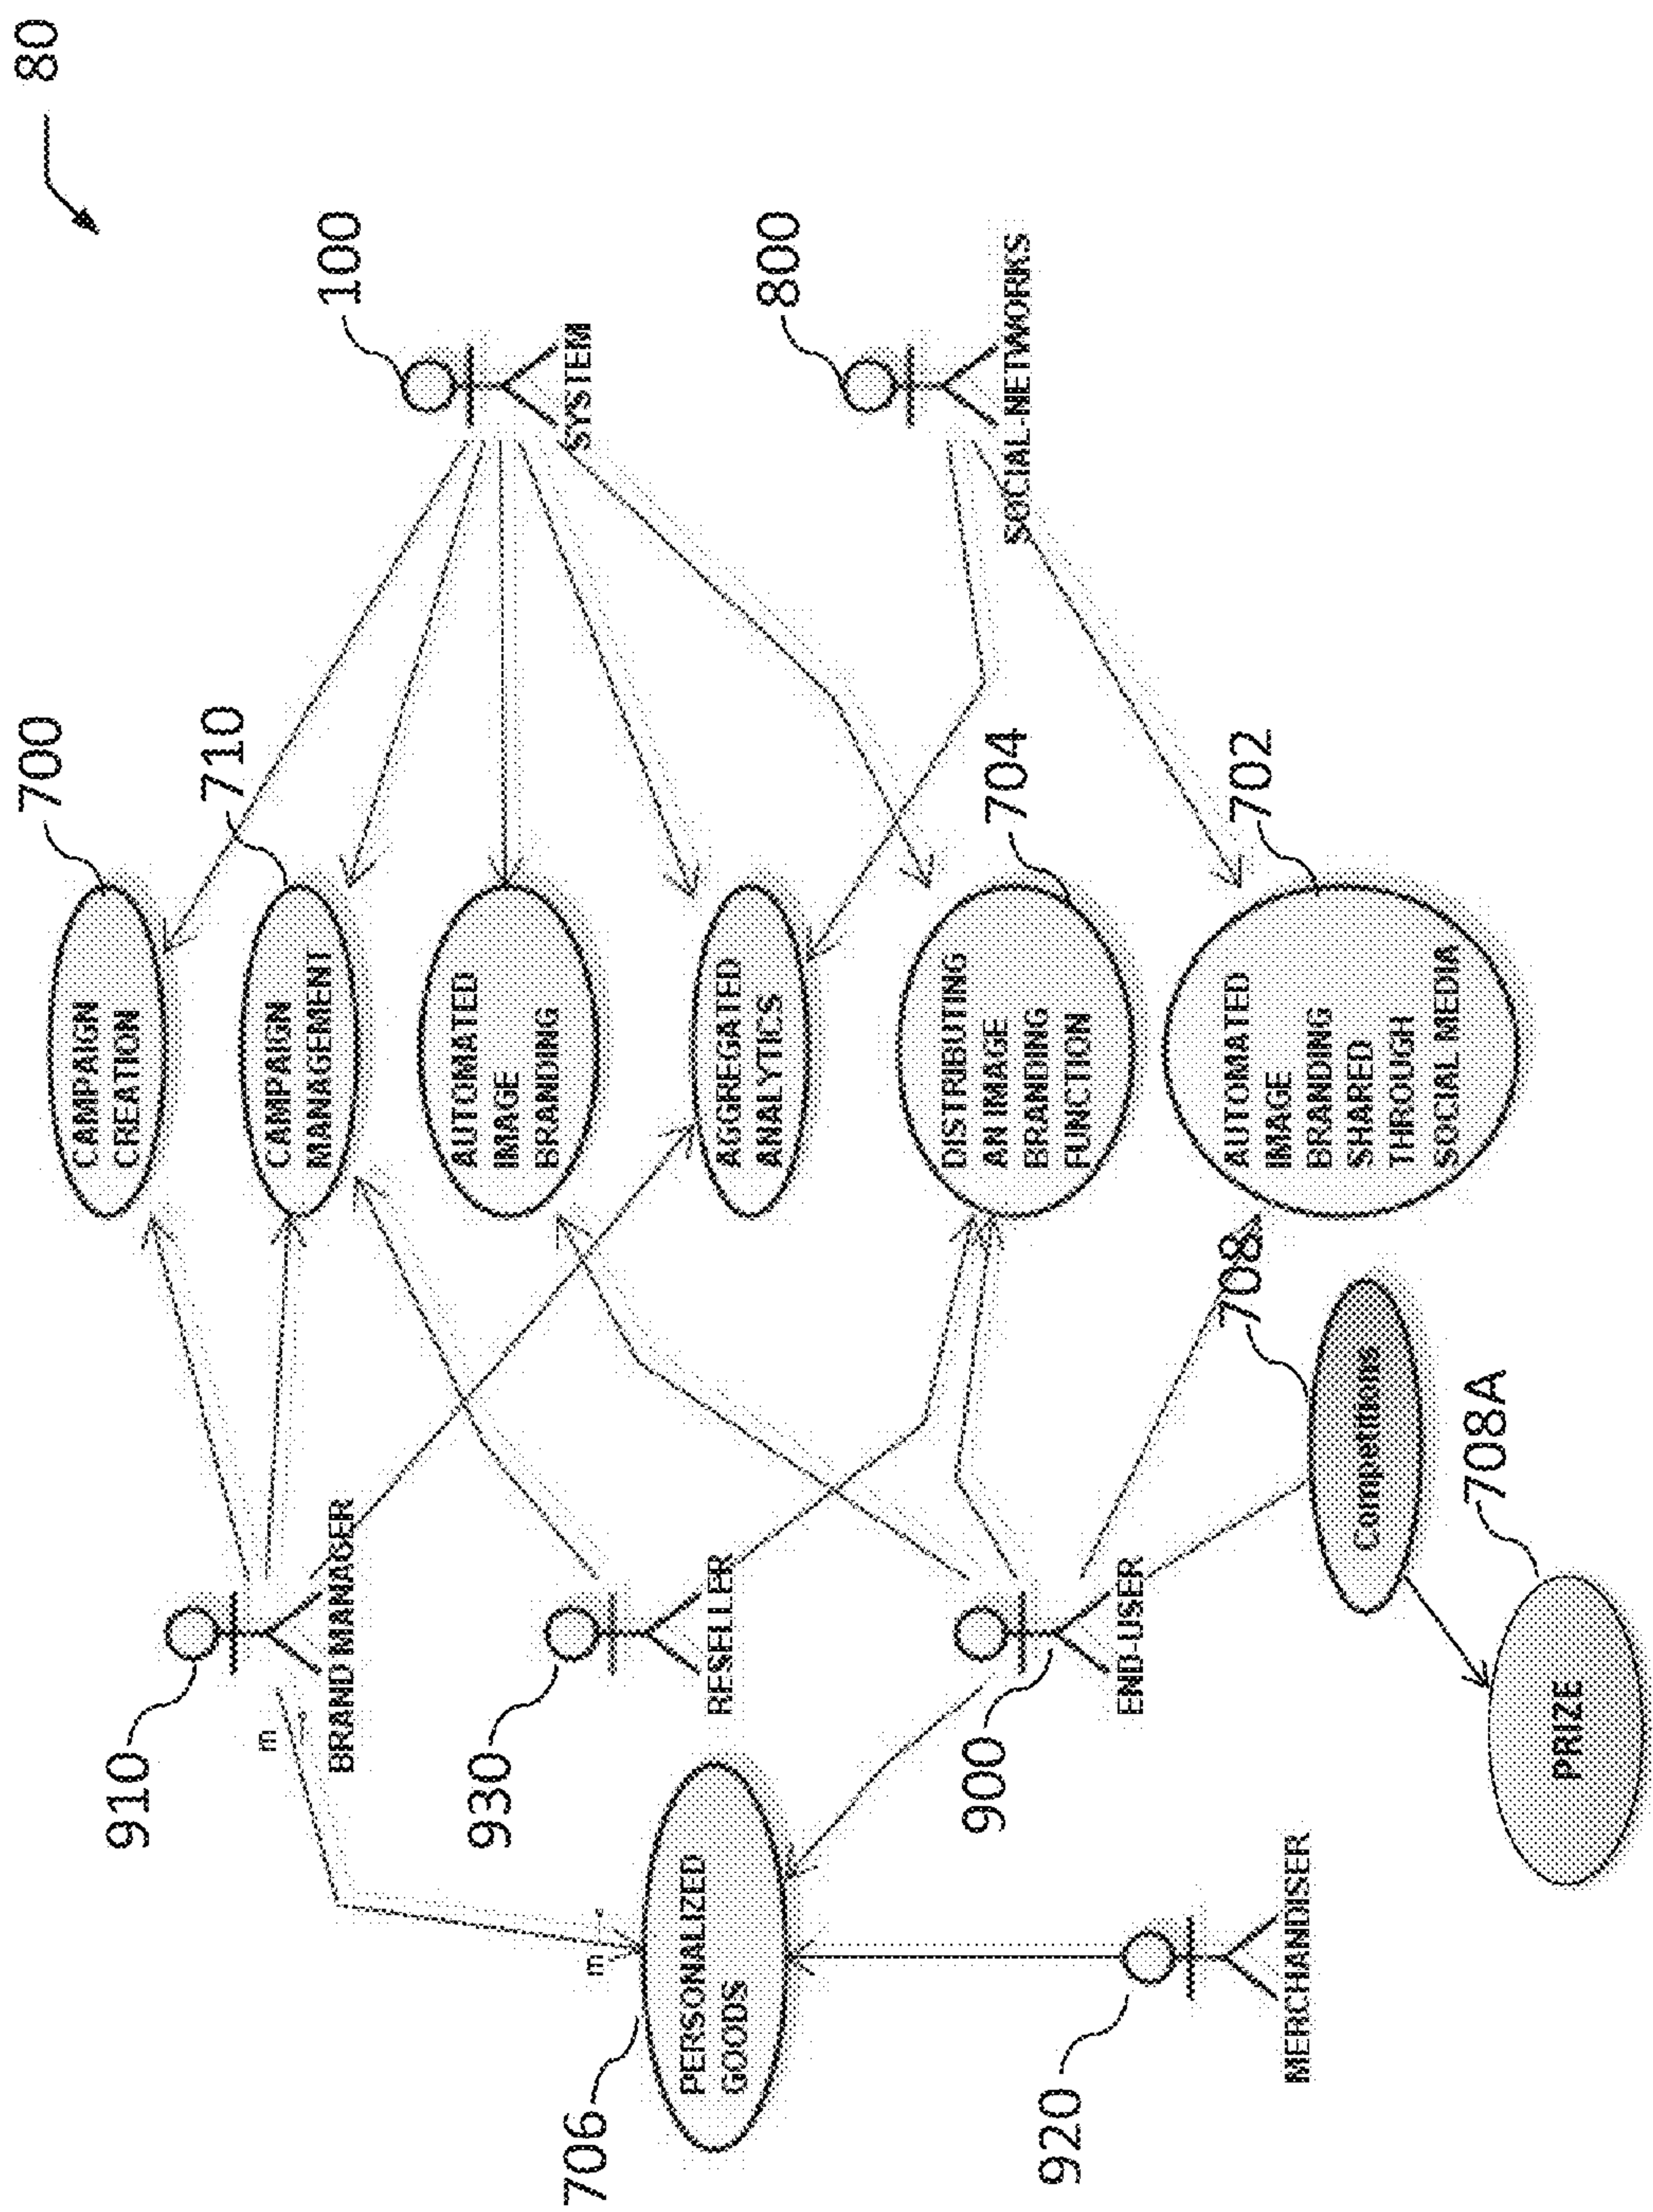 80
910
m
BRAND MANAGER
700
CAMPAIGN
CREATION
710
CAMPAIGN
MANAGEMENT
100
SYSTEM
930
RESELLER
AUTOMATED
IMAGE
BRANDING
706
m
PERSONALIZED
GOODS
AGGREGATED
ANALYTICS
800
SOCIAL-NETWORKS
900
END-USER
704
DISTRIBUTING
AN IMAGE
BRANDING
FUNCTION
920
MERCHANDISER
708
Competitions
702
AUTOMATED
IMAGE
BRANDING
SHARED
THROUGH
SOCIAL MEDIA
708A
PRIZE